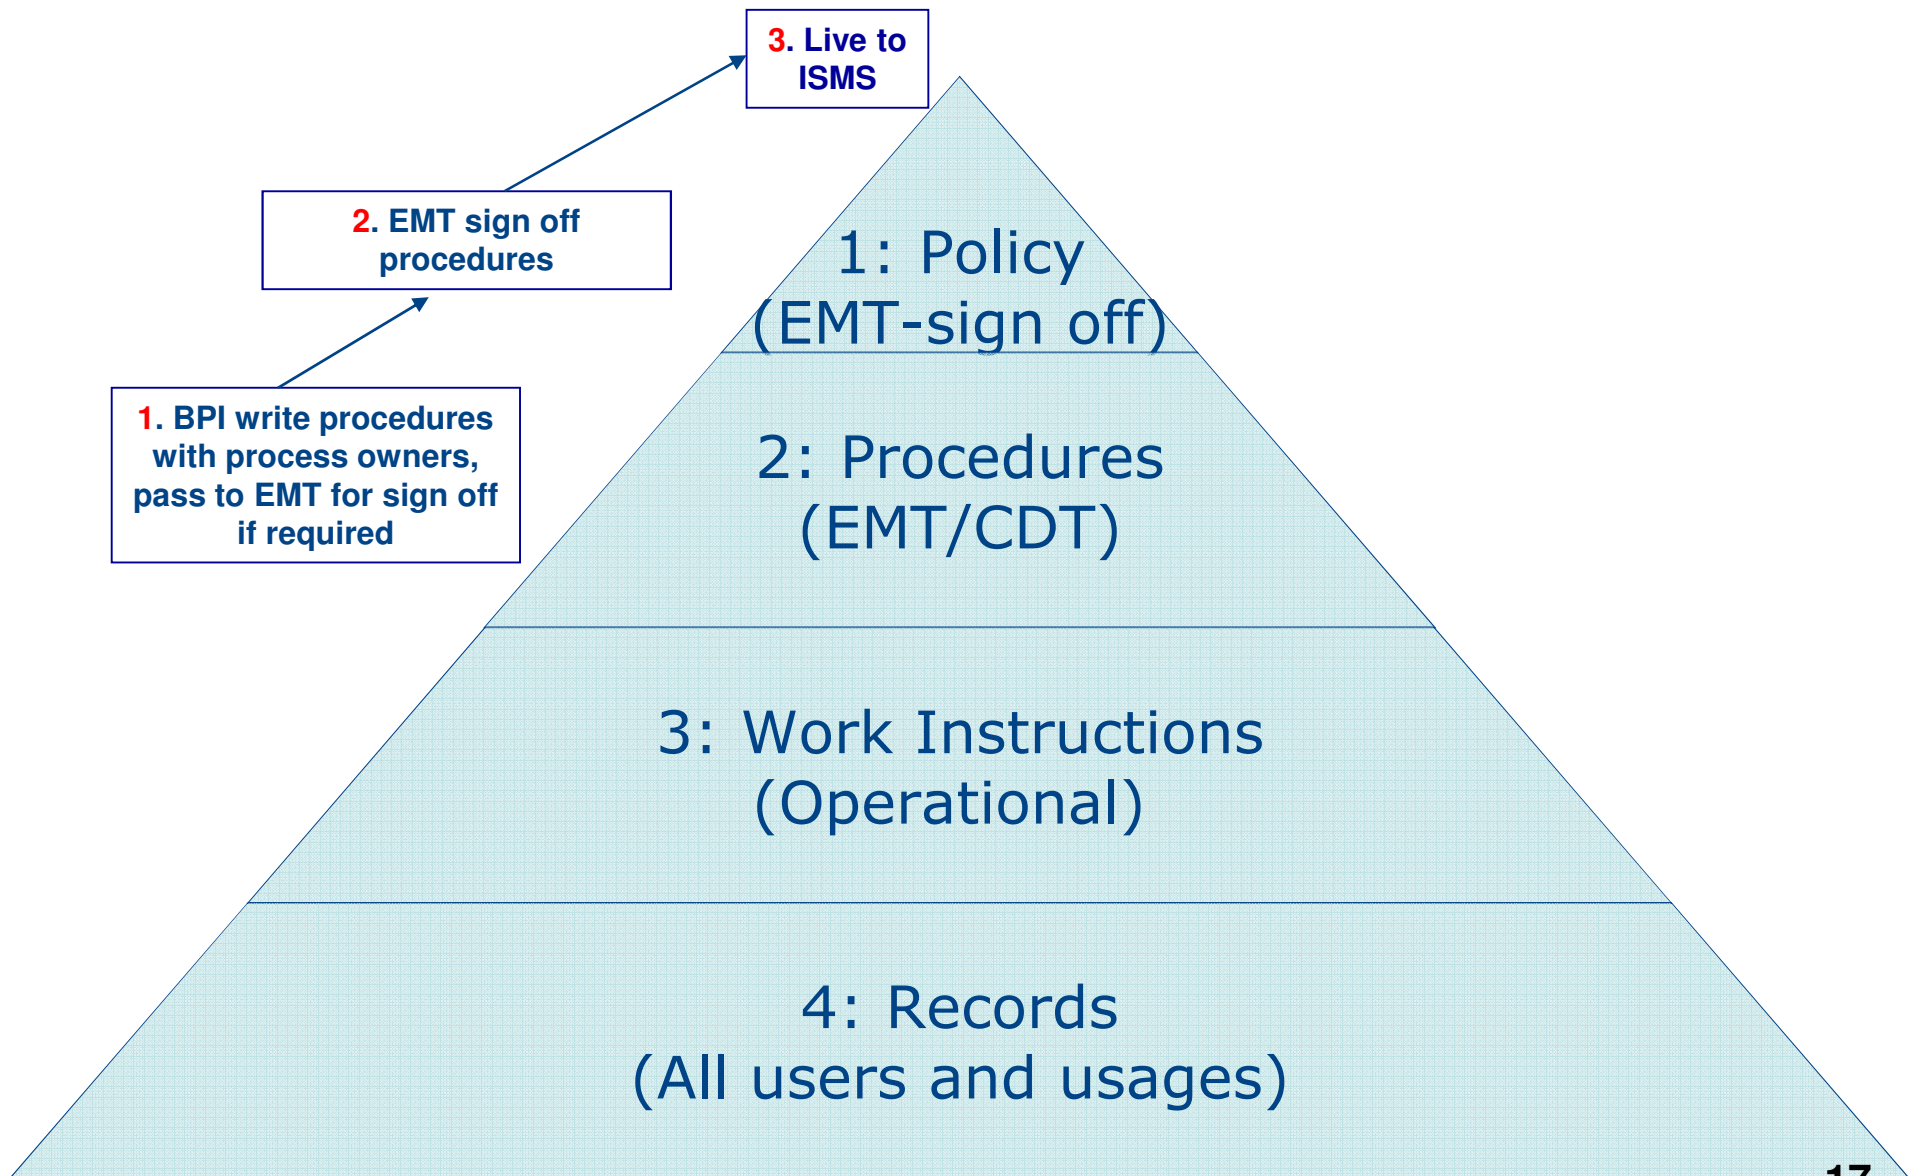 3. Live to
ISMS
2. EMT sign off
procedures
1. BPI write procedures
with process owners,
pass to EMT for sign off
if required
1: Policy
(EMT-sign off)
2: Procedures
(EMT/CDT)
3: Work Instructions
(Operational)
4: Records
(All users and usages)
17